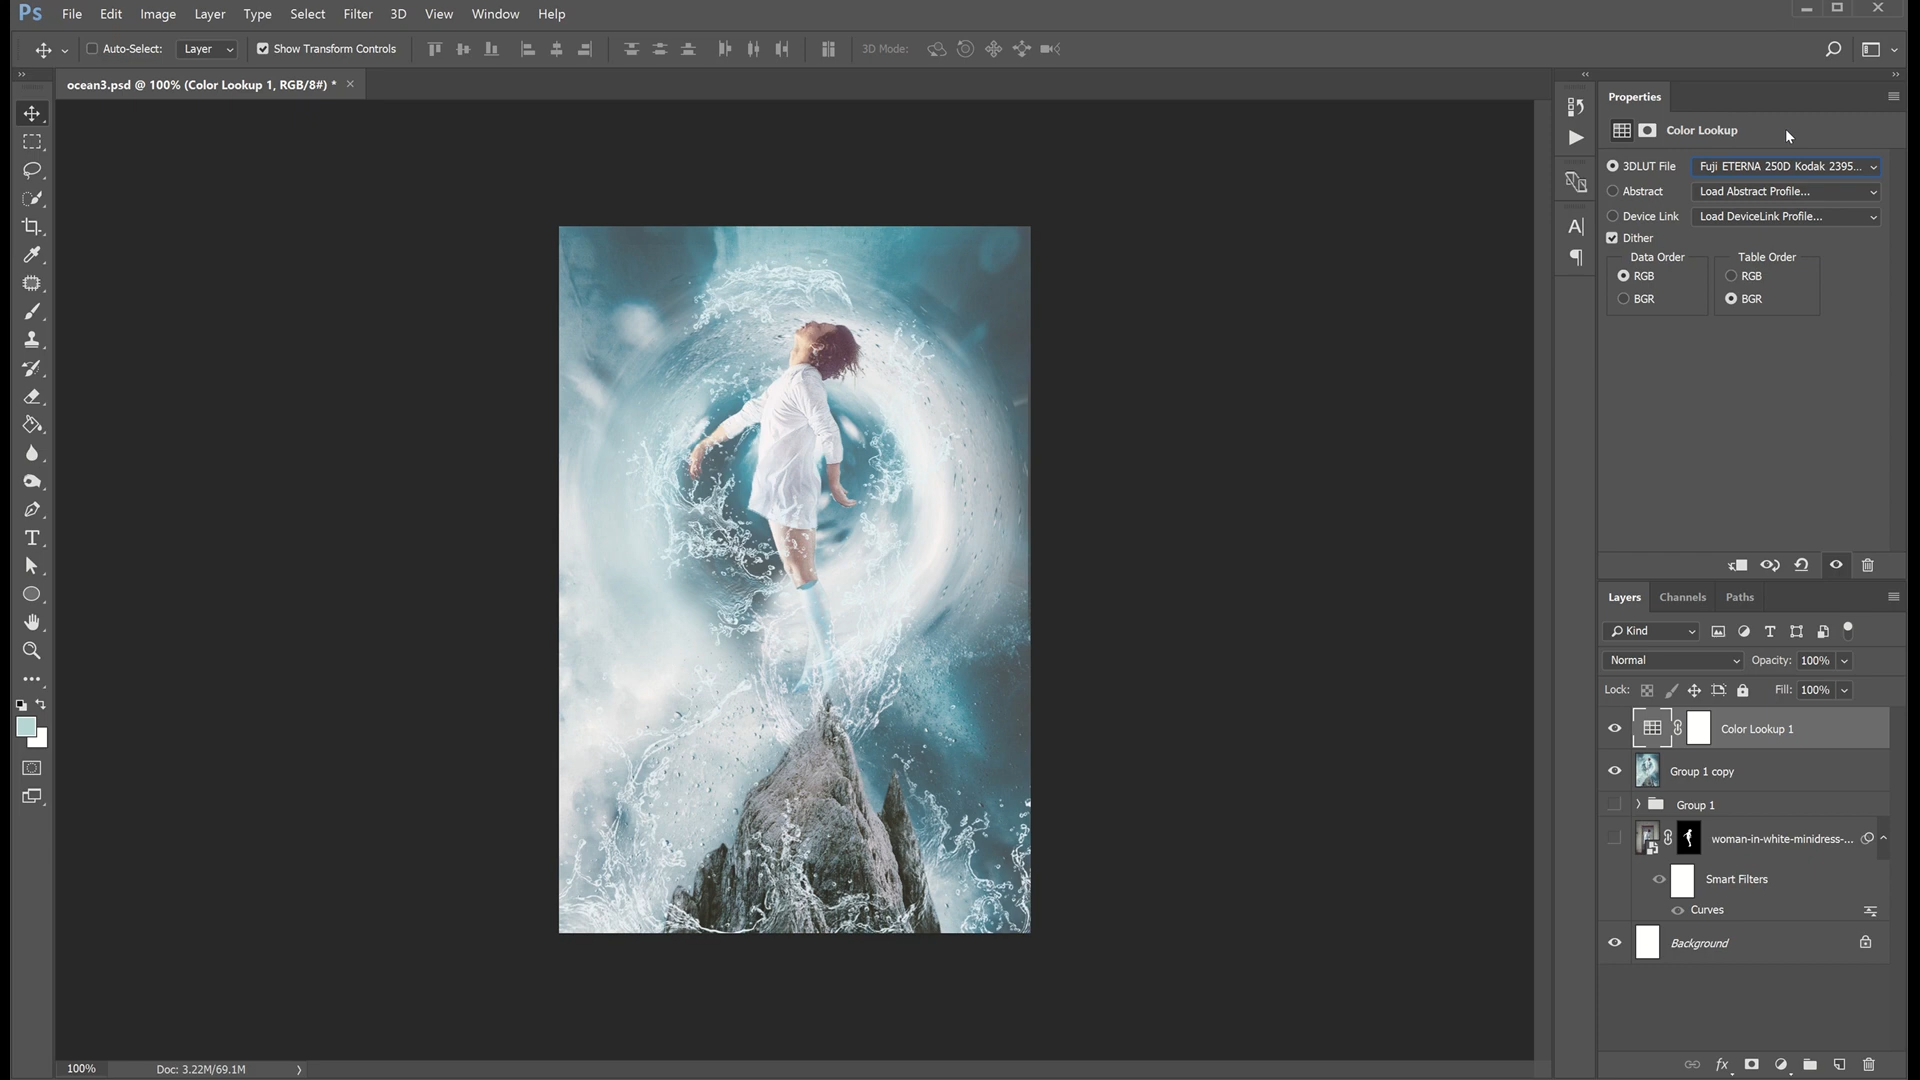 Ps File Edit Image Layer Type Select Filter 3D View Window Help
Auto-Select: Layer Show Transform Controls 3D Mode:
ocean3.psd @ 100% (Color Lookup 1, RGB/8#) *
Properties
Color Lookup
3DLUT File Fuji ETERNA 250D Kodak 2395...
Abstract Load Abstract Profile...
Device Link Load DeviceLink Profile...
Dither
Data Order Table Order
RGB RGB
BGR BGR
Layers Channels Paths
Kind
Normal Opacity: 100%
Lock: Fill: 100%
Color Lookup 1
Group 1 copy
Group 1
woman-in-white-minidress-...
Smart Filters
Curves
Background
100% Doc: 3.22M/69.1M
fx